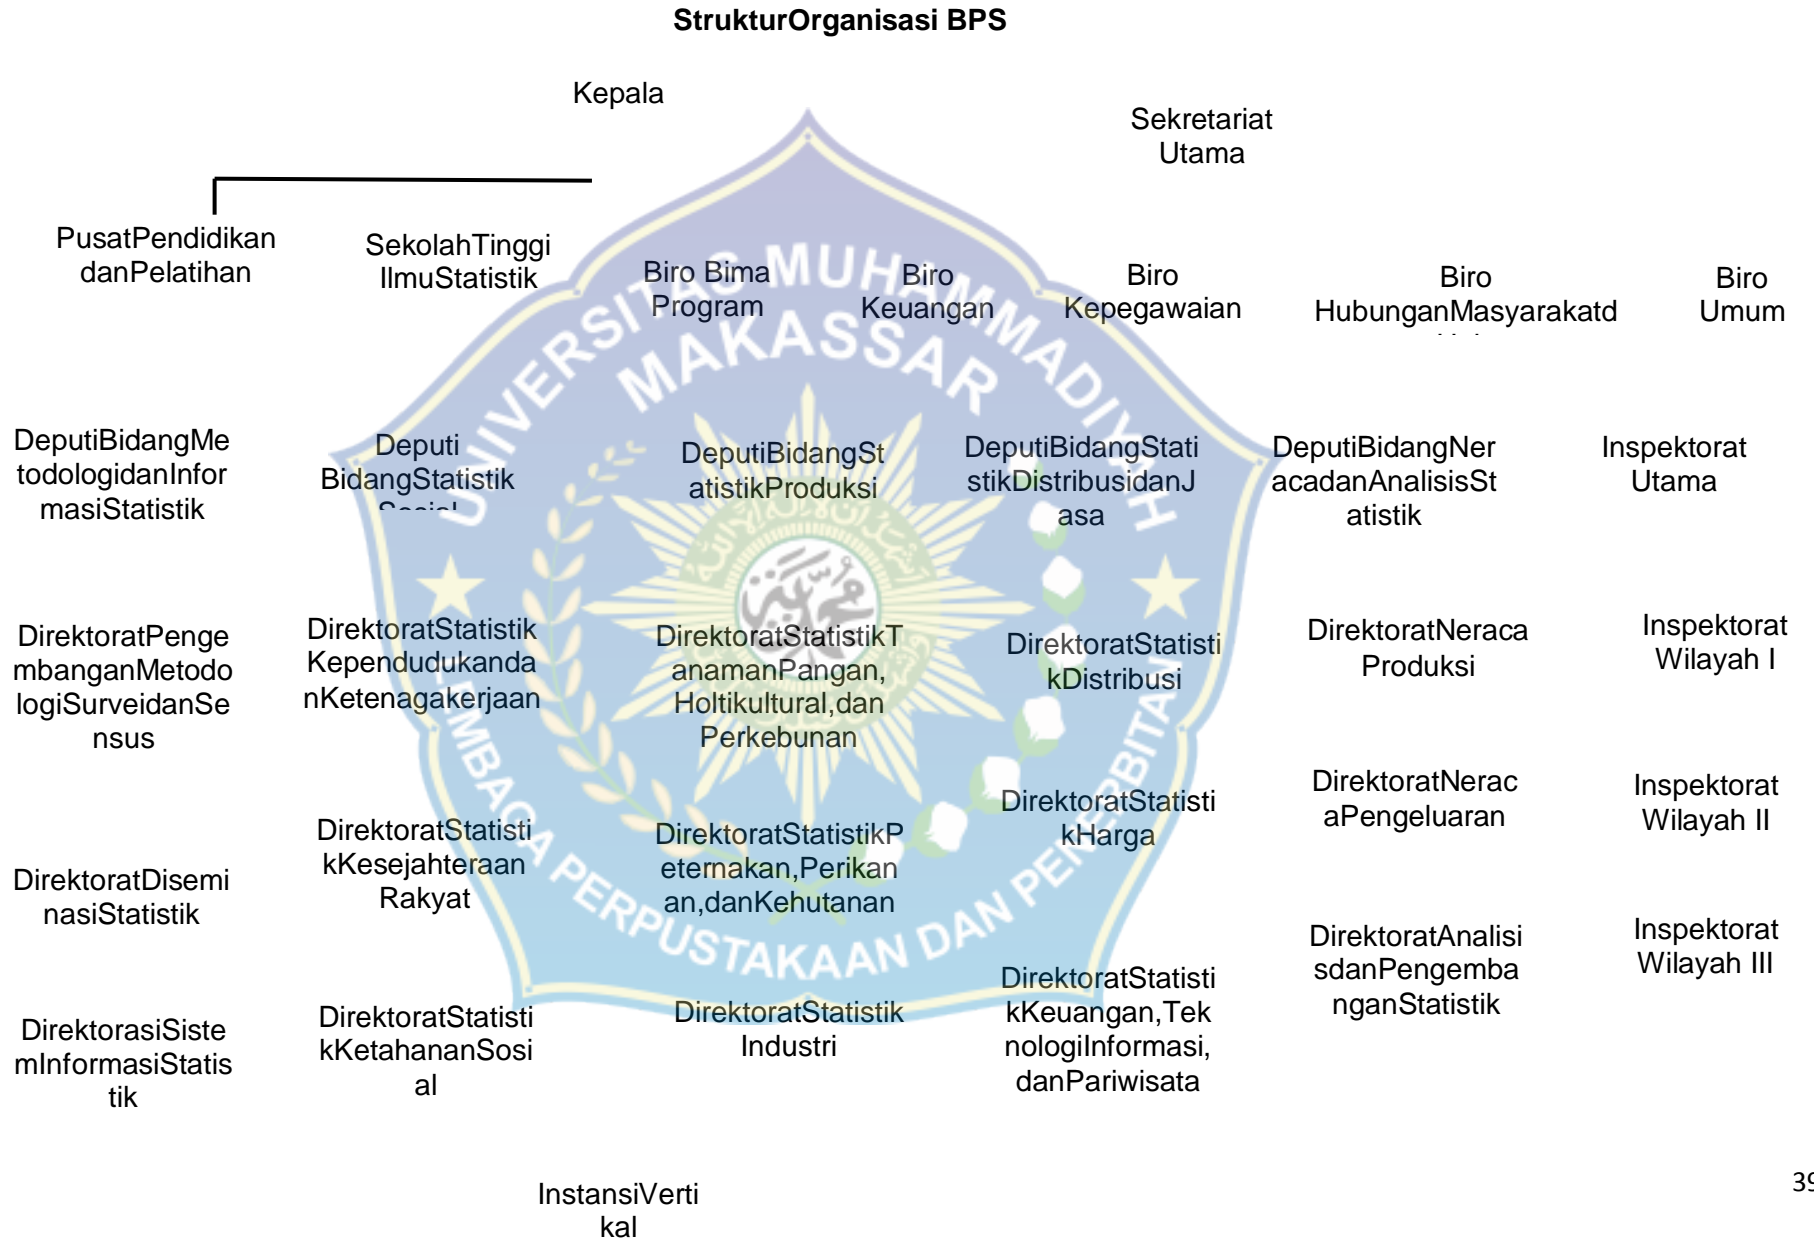 StrukturOrganisasi BPS
Kepala
Sekretariat
Utama
PusatPendidikan
danPelatihan
SekolahTinggi
IlmuStatistik
Biro Bima
Program
Biro
Keuangan
Biro
Kepegawaian
Biro
HubunganMasyarakatd
Biro
Umum
DeputiBidangMe
todologidanInfor
masiStatistik
Deputi
BidangStatistik
Sosial
DeputiBidangSt
atistikProduksi
DeputiBidangStati
stikDistribusidanJ
asa
DeputiBidangNer
acadanAnalisisSt
atistik
Inspektorat
Utama
DirektoratPenge
mbanganMetodo
logiSurveidanSe
nsus
DirektoratStatistik
Kependudukanda
nKetenagakerjaan
DirektoratStatistikT
anamanPangan,
Holtikultural,dan
Perkebunan
DirektoratStatisti
kDistribusi
DirektoratNeraca
Produksi
Inspektorat
Wilayah I
DirektoratDisemi
nasiStatistik
DirektoratStatisti
kKesejahteraan
Rakyat
DirektoratStatistikP
eternakan,Perikan
an,danKehutanan
DirektoratStatisti
kHarga
DirektoratNerac
aPengeluaran
Inspektorat
Wilayah II
DirektorasiSiste
mInformasiStatis
tik
DirektoratStatisti
kKetahananSosi
al
DirektoratStatistik
Industri
DirektoratStatisti
kKeuangan,Tek
nologiInformasi,
danPariwisata
DirektoratAnalisi
sdanPengemba
nganStatistik
Inspektorat
Wilayah III
InstansiVerti
kal
39
UNIVERSITAS MUHAMMADIYAH
MAKASSAR
LEMBAGA PERPUSTAKAAN DAN PENERBITAN